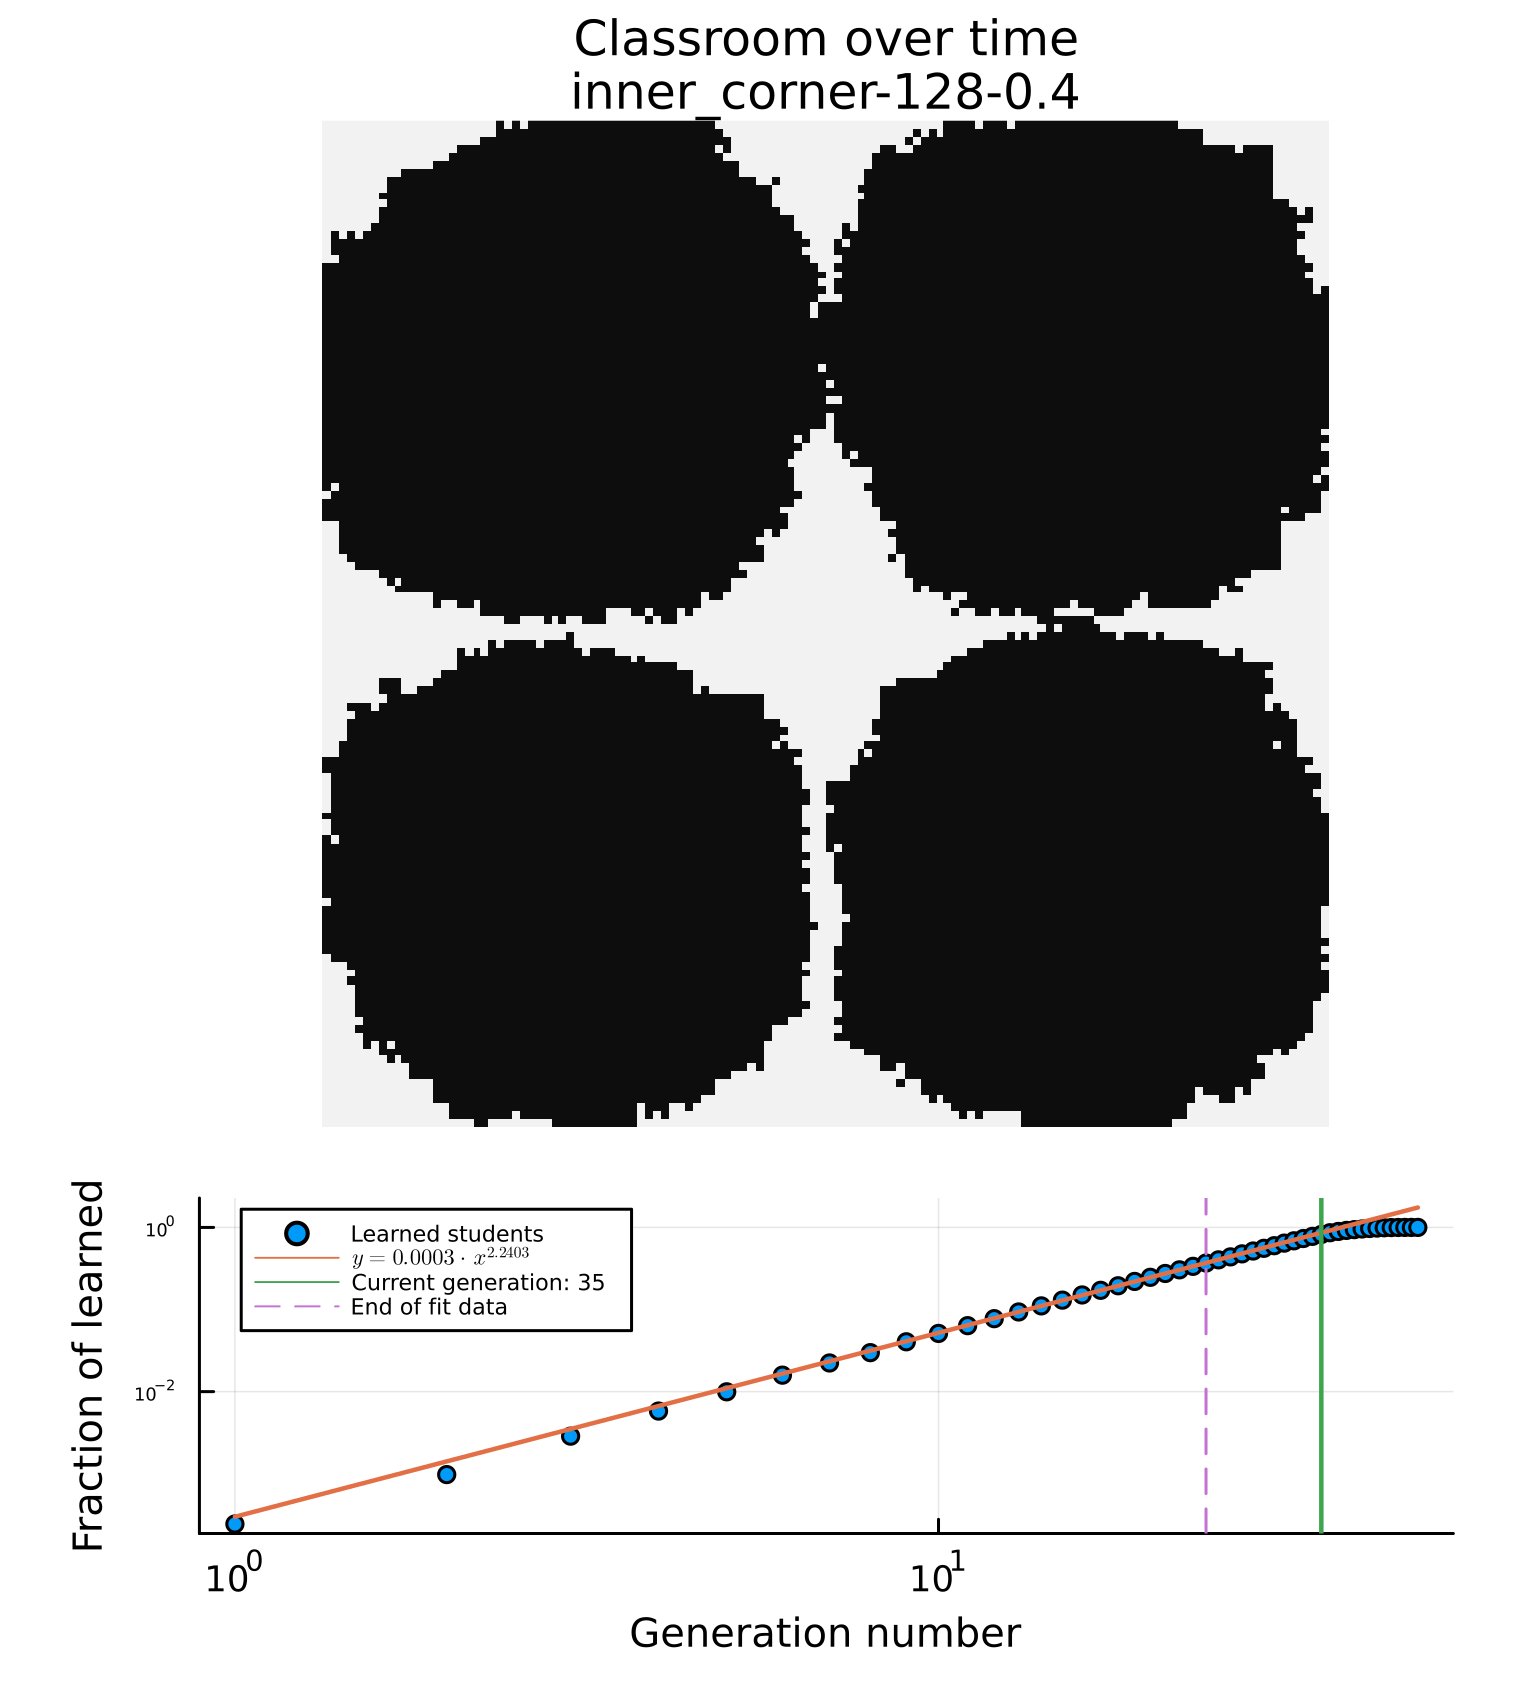 Classroom over time
inner_corner-128-0.4
Fraction of learned
10^0
10^-2
Learned students
y = 0.0003 · x^2.2403
Current generation: 35
End of fit data
10^0
10^1
Generation number